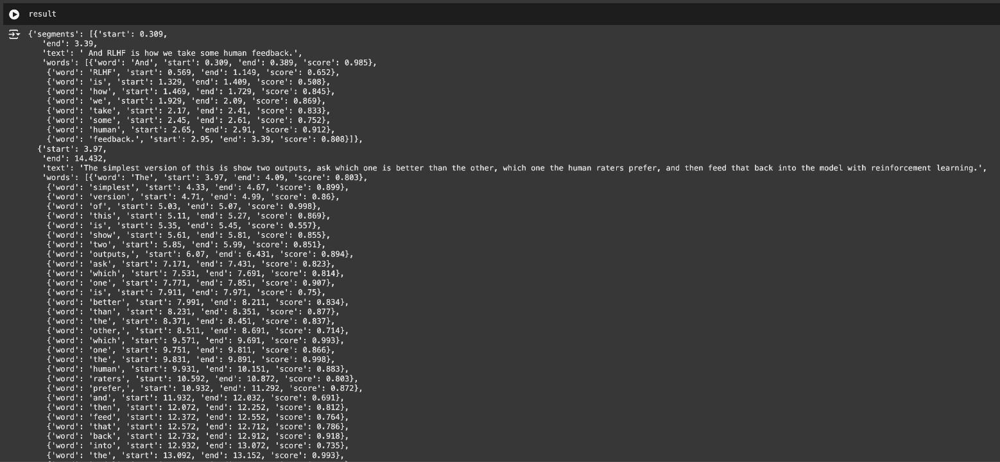 result
{'segments': [{'start': 0.309,
'end': 3.39,
'text': ' And RLHF is how we take some human feedback.',
'words': [{'word': 'And', 'start': 0.309, 'end': 0.389, 'score': 0.985},
{'word': 'RLHF', 'start': 0.569, 'end': 1.149, 'score': 0.652},
{'word': 'is', 'start': 1.329, 'end': 1.409, 'score': 0.508},
{'word': 'how', 'start': 1.469, 'end': 1.729, 'score': 0.845},
{'word': 'we', 'start': 1.929, 'end': 2.09, 'score': 0.869},
{'word': 'take', 'start': 2.17, 'end': 2.41, 'score': 0.833},
{'word': 'some', 'start': 2.45, 'end': 2.61, 'score': 0.752},
{'word': 'human', 'start': 2.65, 'end': 2.91, 'score': 0.912},
{'word': 'feedback.', 'start': 2.95, 'end': 3.39, 'score': 0.808}]},
{'start': 3.97,
'end': 14.432,
'text': 'The simplest version of this is show two outputs, ask which one is better than the other, which one the human raters prefer, and then feed that back into the model with reinforcement learning.',
'words': [{'word': 'The', 'start': 3.97, 'end': 4.09, 'score': 0.803},
{'word': 'simplest', 'start': 4.33, 'end': 4.67, 'score': 0.899},
{'word': 'version', 'start': 4.71, 'end': 4.99, 'score': 0.86},
{'word': 'of', 'start': 5.03, 'end': 5.07, 'score': 0.998},
{'word': 'this', 'start': 5.11, 'end': 5.27, 'score': 0.869},
{'word': 'is', 'start': 5.35, 'end': 5.45, 'score': 0.557},
{'word': 'show', 'start': 5.61, 'end': 5.81, 'score': 0.855},
{'word': 'two', 'start': 5.85, 'end': 5.99, 'score': 0.851},
{'word': 'outputs,', 'start': 6.07, 'end': 6.431, 'score': 0.894},
{'word': 'ask', 'start': 7.171, 'end': 7.431, 'score': 0.823},
{'word': 'which', 'start': 7.531, 'end': 7.691, 'score': 0.814},
{'word': 'one', 'start': 7.771, 'end': 7.851, 'score': 0.907},
{'word': 'is', 'start': 7.911, 'end': 7.971, 'score': 0.75},
{'word': 'better', 'start': 7.991, 'end': 8.211, 'score': 0.834},
{'word': 'than', 'start': 8.231, 'end': 8.351, 'score': 0.877},
{'word': 'the', 'start': 8.371, 'end': 8.451, 'score': 0.837},
{'word': 'other,', 'start': 8.511, 'end': 8.691, 'score': 0.714},
{'word': 'which', 'start': 9.571, 'end': 9.691, 'score': 0.993},
{'word': 'one', 'start': 9.751, 'end': 9.811, 'score': 0.866},
{'word': 'the', 'start': 9.831, 'end': 9.891, 'score': 0.998},
{'word': 'human', 'start': 9.931, 'end': 10.151, 'score': 0.883},
{'word': 'raters', 'start': 10.592, 'end': 10.872, 'score': 0.803},
{'word': 'prefer,', 'start': 10.932, 'end': 11.292, 'score': 0.872},
{'word': 'and', 'start': 11.932, 'end': 12.032, 'score': 0.691},
{'word': 'then', 'start': 12.072, 'end': 12.252, 'score': 0.812},
{'word': 'feed', 'start': 12.372, 'end': 12.552, 'score': 0.764},
{'word': 'that', 'start': 12.572, 'end': 12.712, 'score': 0.786},
{'word': 'back', 'start': 12.732, 'end': 12.912, 'score': 0.918},
{'word': 'into', 'start': 12.932, 'end': 13.072, 'score': 0.735},
{'word': 'the', 'start': 13.092, 'end': 13.152, 'score': 0.993},